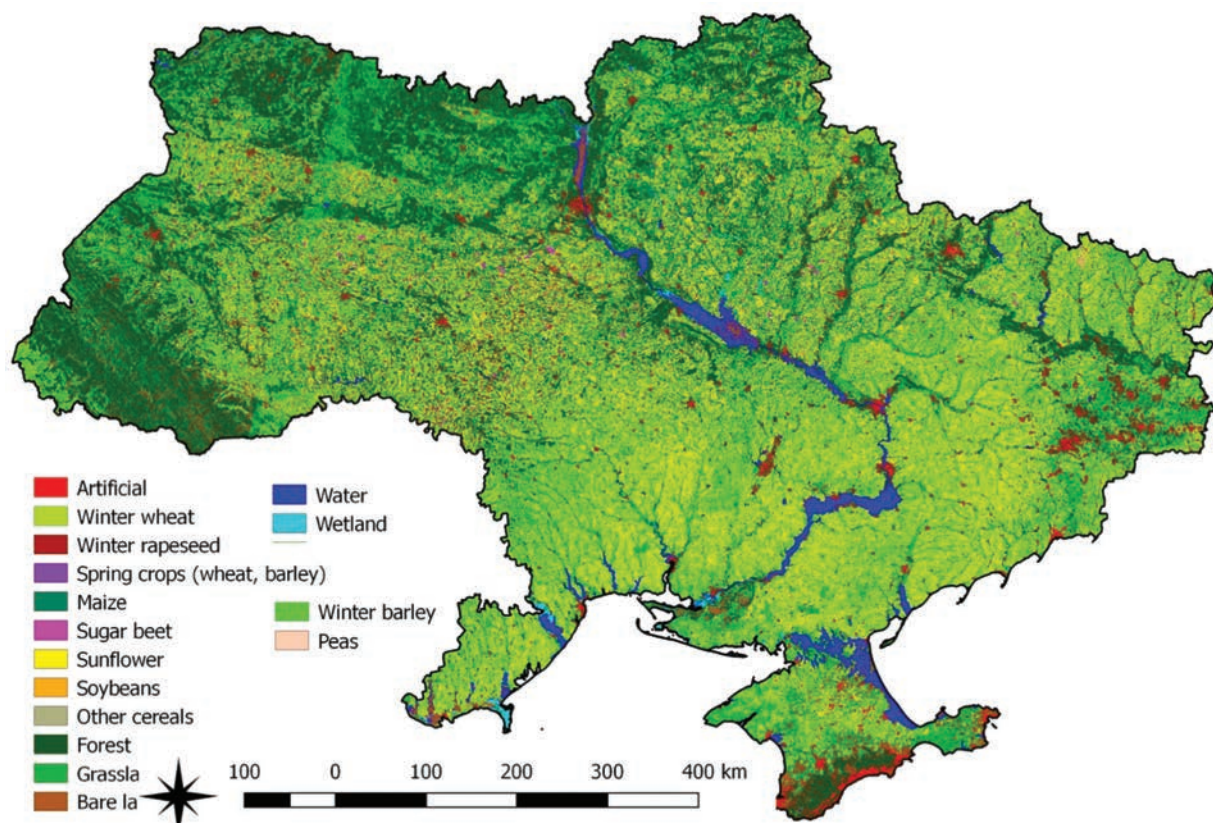 Artificial
Winter wheat
Winter rapeseed
Spring crops (wheat, barley)
Maize
Sugar beet
Sunflower
Soybeans
Other cereals
Forest
Grassla
Bare la
Water
Wetland
Winter barley
Peas
100 0 100 200 300 400 km